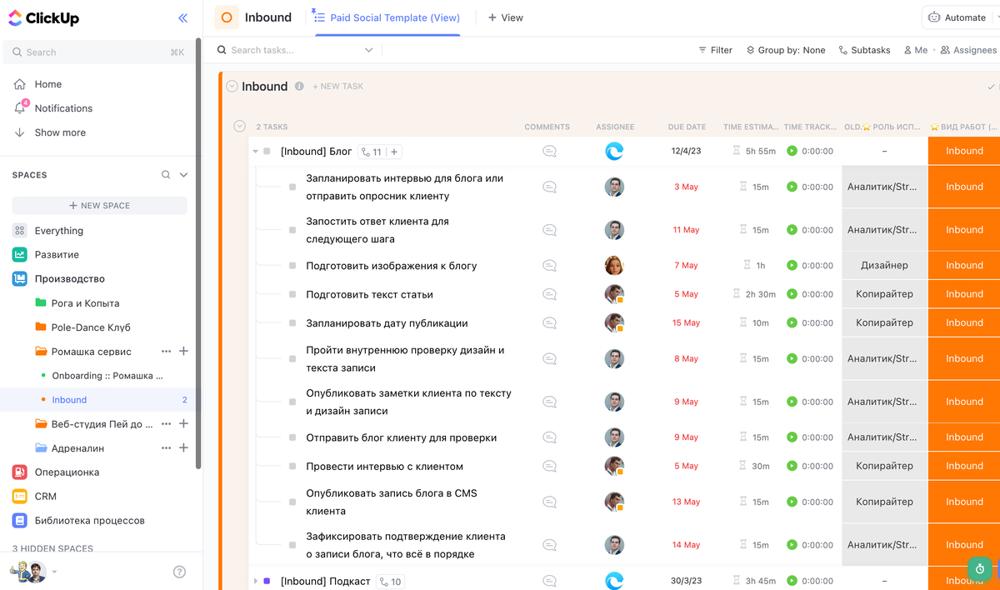 ClickUp
Search ⌘K
Home
4
Notifications
Show more
SPACES
+ NEW SPACE
Everything
Развитие
Производство
Рога и Копыта
Pole-Dance Клуб
Ромашка сервис
Onboarding :: Ромашка ...
Inbound 2
Веб-студия Пей до ...
Адреналин
Операционка
CRM
Библиотека процессов
3 HIDDEN SPACES
Inbound Paid Social Template (View) + View Automate
Search tasks... Filter Group by: None Subtasks Me Assignees
Inbound + NEW TASK
2 TASKS COMMENTS ASSIGNEE DUE DATE TIME ESTIMA... TIME TRACK... OLD.⭐ РОЛЬ ИСП... ⭐ ВИД РАБОТ (...
[Inbound] Блог 11 + 12/4/23 5h 55m 0:00:00 – Inbound
Запланировать интервью для блога или
отправить опросник клиенту 3 May 15m 0:00:00 Аналитик/Str... Inbound
Запостить ответ клиента для
следующего шага 11 May 15m 0:00:00 Аналитик/Str... Inbound
Подготовить изображения к блогу 7 May 1h 0:00:00 Дизайнер Inbound
Подготовить текст статьи 5 May 2h 30m 0:00:00 Копирайтер Inbound
Запланировать дату публикации 15 May 10m 0:00:00 Копирайтер Inbound
Пройти внутреннюю проверку дизайн и
текста записи 8 May 15m 0:00:00 Аналитик/Str... Inbound
Опубликовать заметки клиента по тексту
и дизайн записи 9 May 15m 0:00:00 Аналитик/Str... Inbound
Отправить блог клиенту для проверки 9 May 15m 0:00:00 Аналитик/Str... Inbound
Провести интервью с клиентом 5 May 30m 0:00:00 Копирайтер Inbound
Опубликовать запись блога в CMS
клиента 13 May 15m 0:00:00 Копирайтер Inbound
Зафиксировать подтверждение клиента
о записи блога, что всё в порядке 14 May 15m 0:00:00 Аналитик/Str... Inbound
[Inbound] Подкаст 10 30/3/23 3h 45m 0:00:00 – Inbound